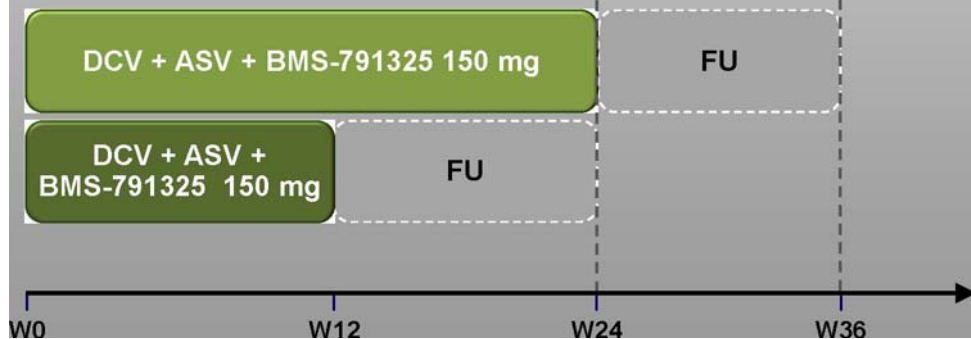 DCV + ASV + BMS-791325 150 mg
FU
DCV + ASV +
BMS-791325 150 mg
FU
W0
W12
W24
W36